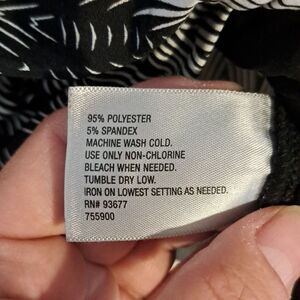 95% POLYESTER
5% SPANDEX
MACHINE WASH COLD.
USE ONLY NON-CHLORINE
BLEACH WHEN NEEDED.
TUMBLE DRY LOW.
IRON ON LOWEST SETTING AS NEEDED.
RN# 93677
755900